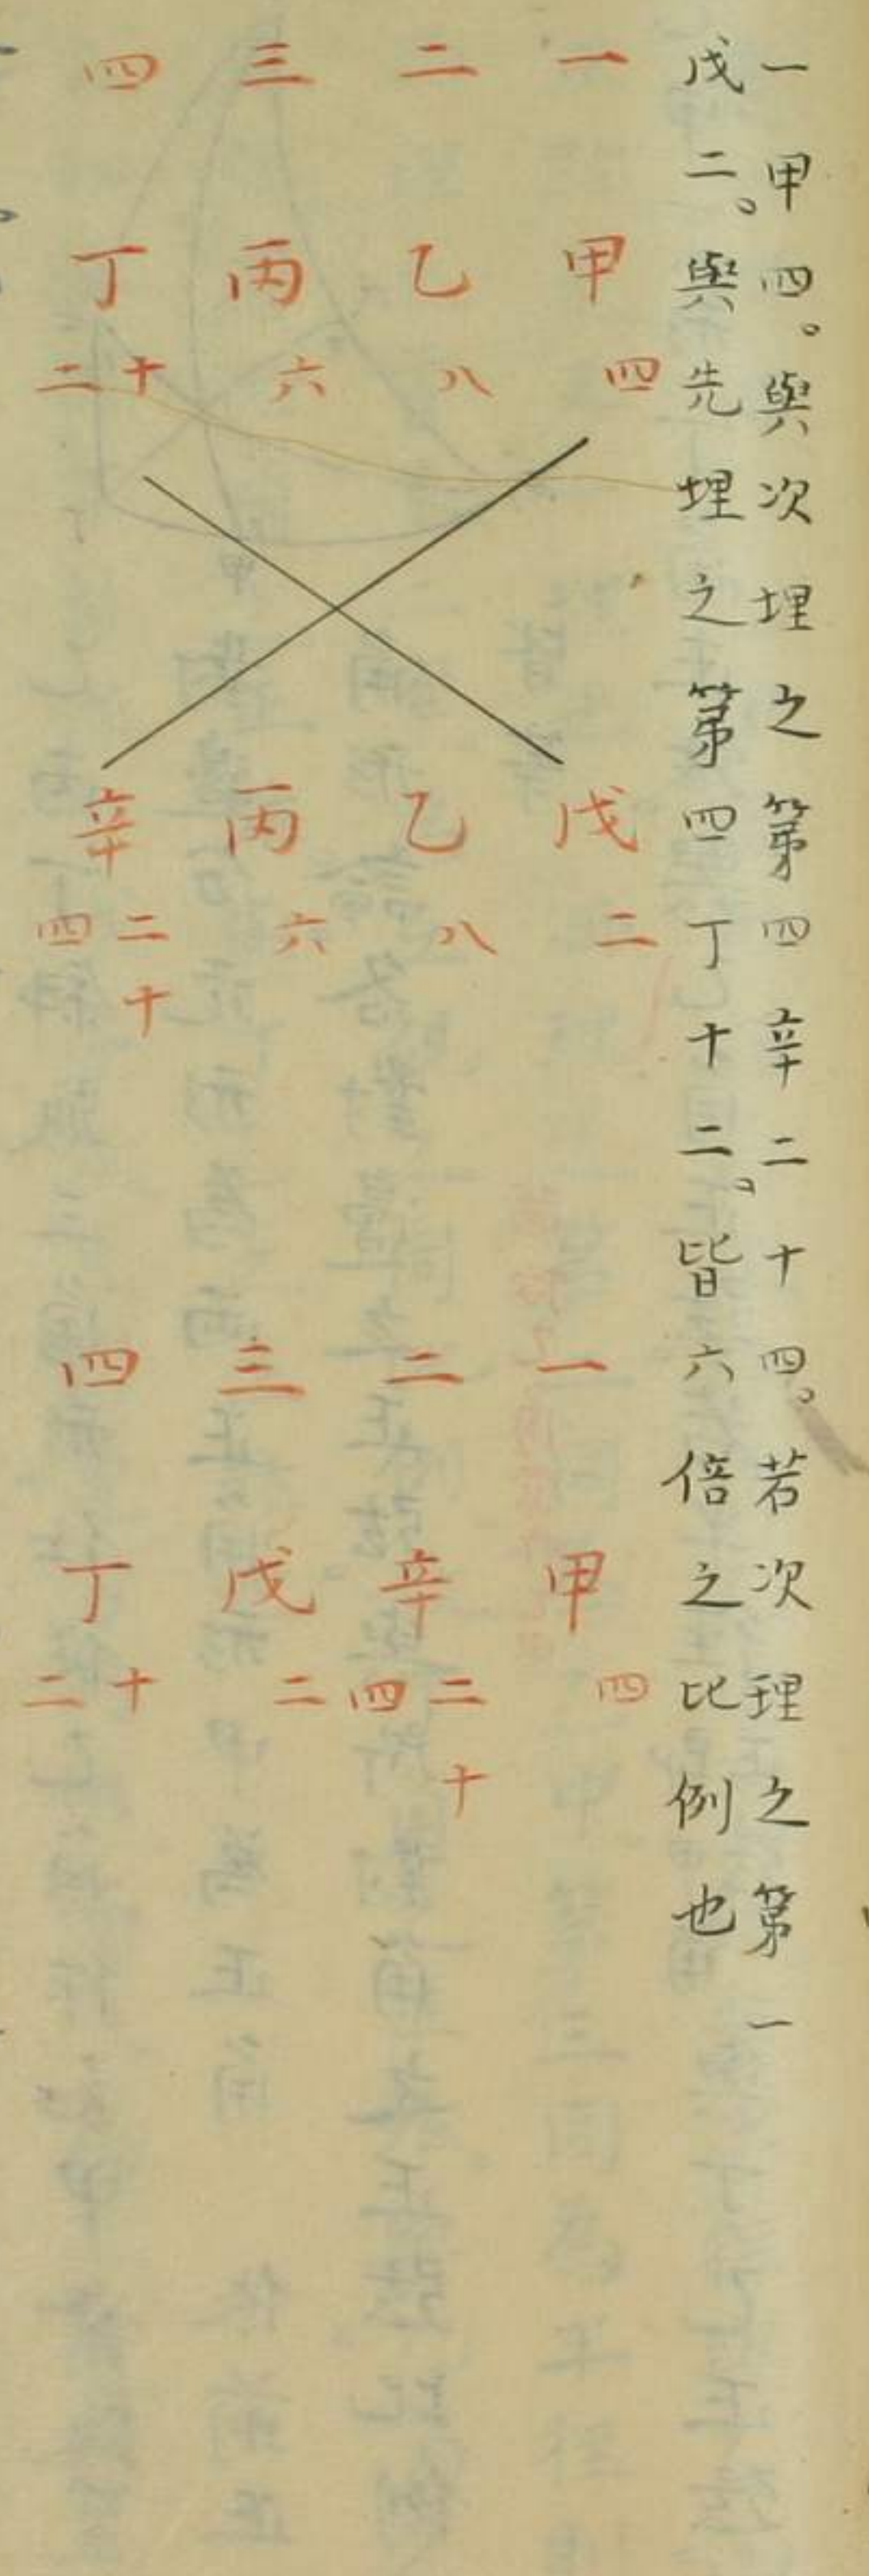 一甲四。與次埋之第四辛二十四。若次理之第一
戊二。與先埋之第四丁十二。皆六倍之比例也
一 甲 四
二 乙 八
三 丙 六
四 丁 十二
戊 二
乙 八
丙 六
辛 二十四
一 甲 四
二 辛 二十四
三 戊 二
四 丁 十二